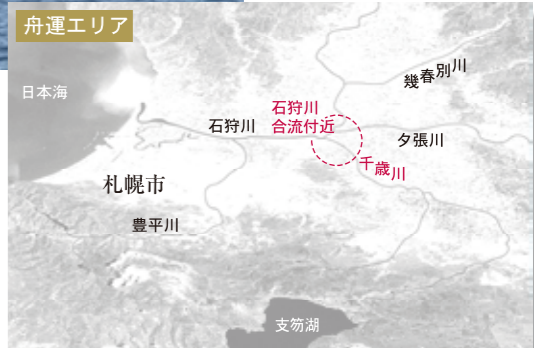 舟運エリア
幾春別川
日本海
石狩川
合流付近
石狩川
夕張川
千歳川
札幌市
豊平川
支笏湖